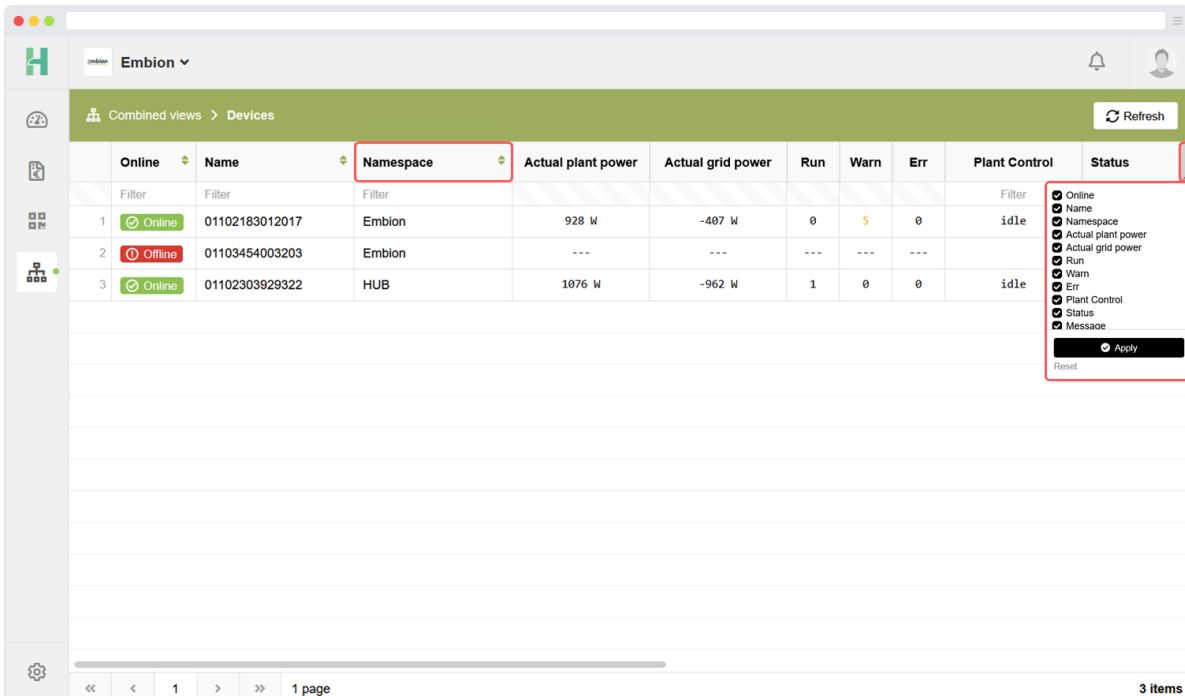 embion Embion
Combined views > Devices Refresh
Online Name Namespace Actual plant power Actual grid power Run Warn Err Plant Control Status
Filter Filter Filter Filter
1 Online 01102183012017 Embion 928 W -407 W 0 5 0 idle
2 Offline 01103454003203 Embion --- --- --- --- ---
3 Online 01102303929322 HUB 1076 W -962 W 1 0 0 idle
Online
Name
Namespace
Actual plant power
Actual grid power
Run
Warn
Err
Plant Control
Status
Message
Apply
Reset
<< < 1 > >> 1 page 3 items